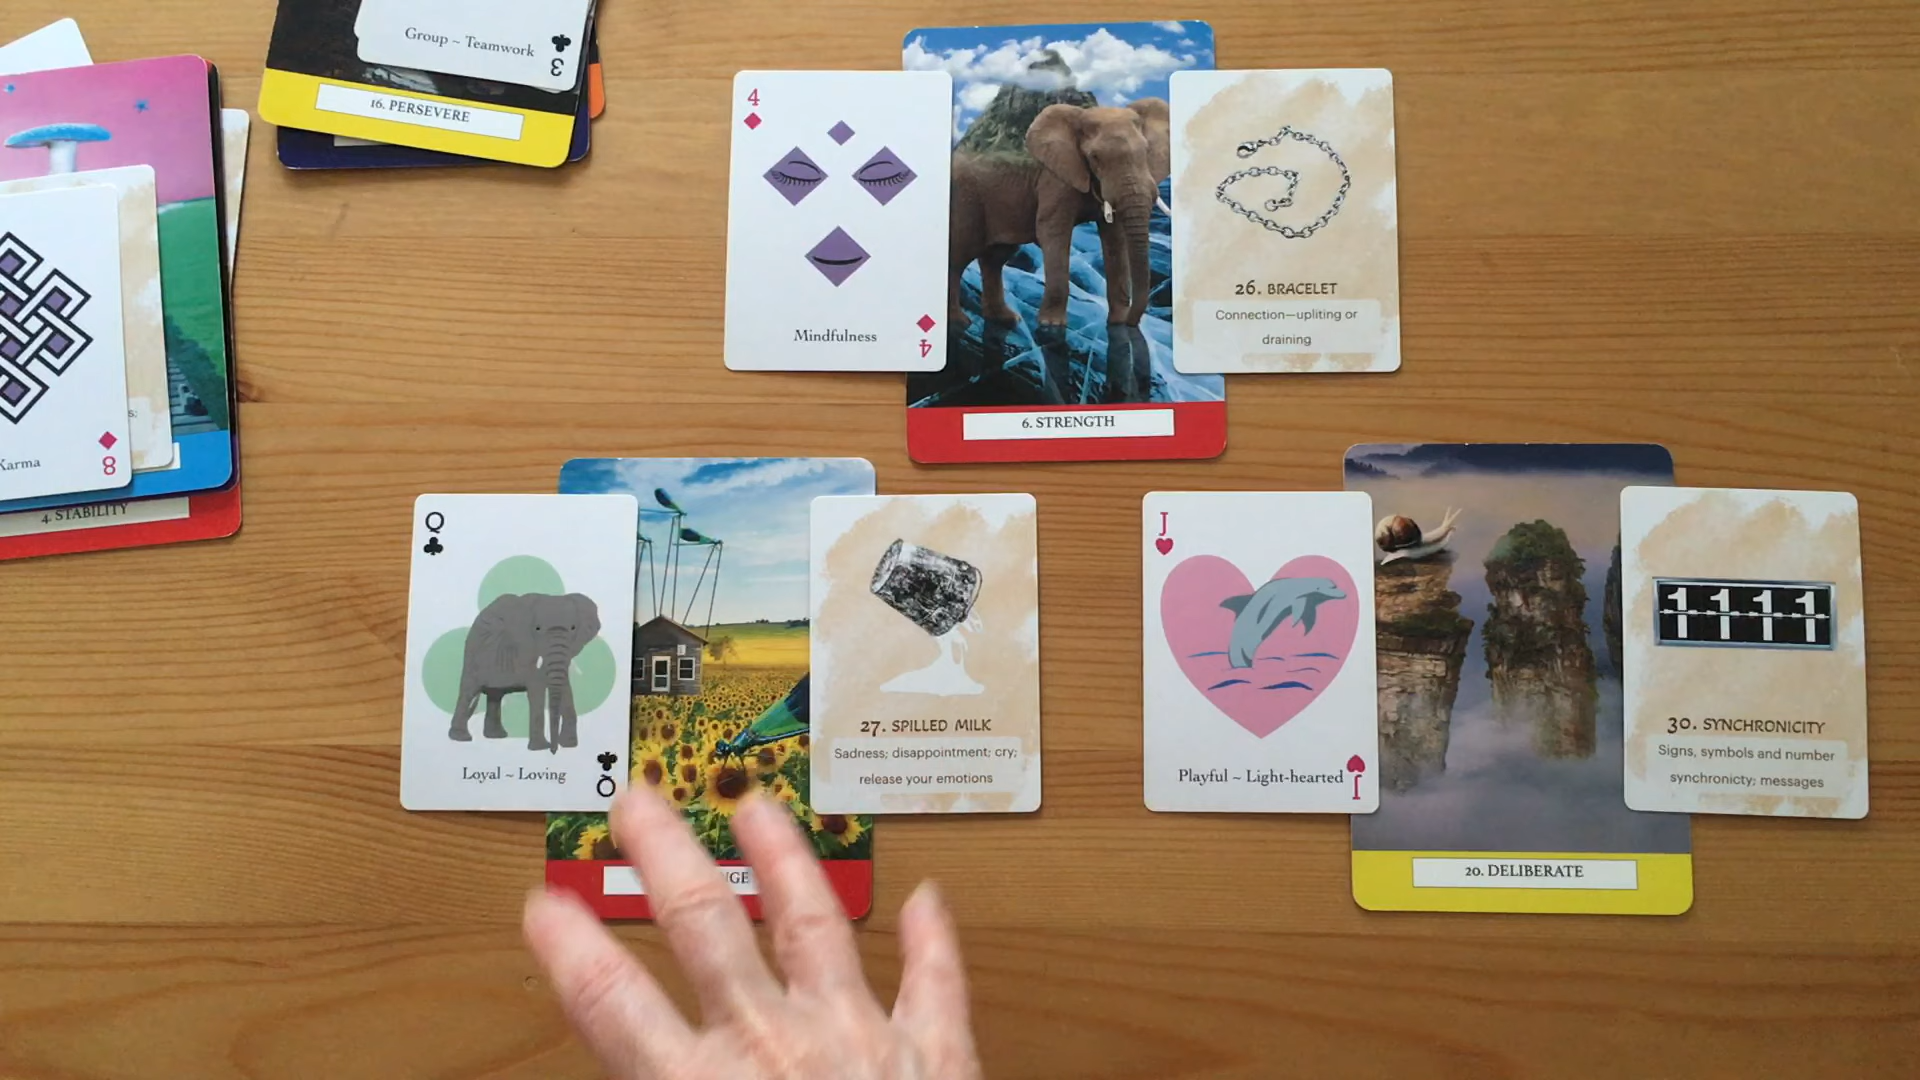 Group ~ Teamwork
3
16. PERSEVERE
Karma
8
4. STABILITY
4
Mindfulness
4
6. STRENGTH
26. BRACELET
Connection—upliting or
draining
Q
Loyal ~ Loving
Q
27. SPILLED MILK
Sadness; disappointment; cry;
release your emotions
J
Playful ~ Light-hearted
J
20. DELIBERATE
1111
30. SYNCHRONICITY
Signs, symbols and number
synchronicty; messages